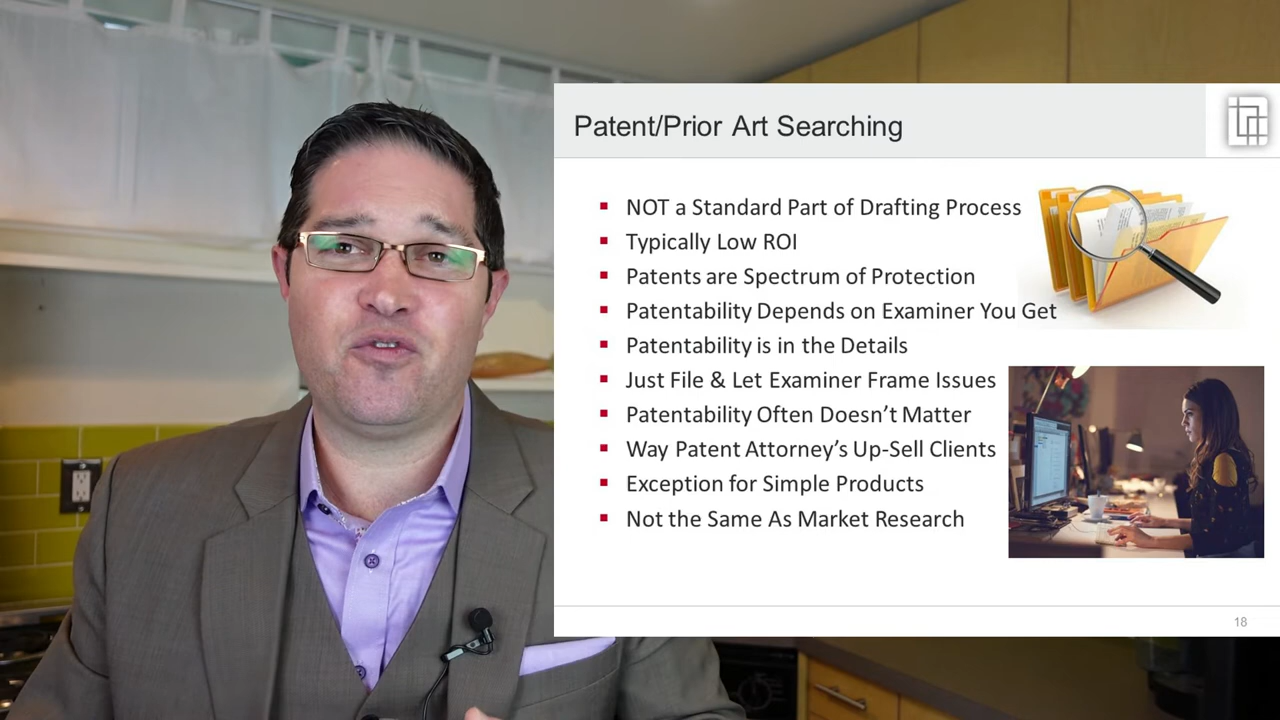 Patent/Prior Art Searching
NOT a Standard Part of Drafting Process
Typically Low ROI
Patents are Spectrum of Protection
Patentability Depends on Examiner You Get
Patentability is in the Details
Just File & Let Examiner Frame Issues
Patentability Often Doesn’t Matter
Way Patent Attorney’s Up-Sell Clients
Exception for Simple Products
Not the Same As Market Research
18